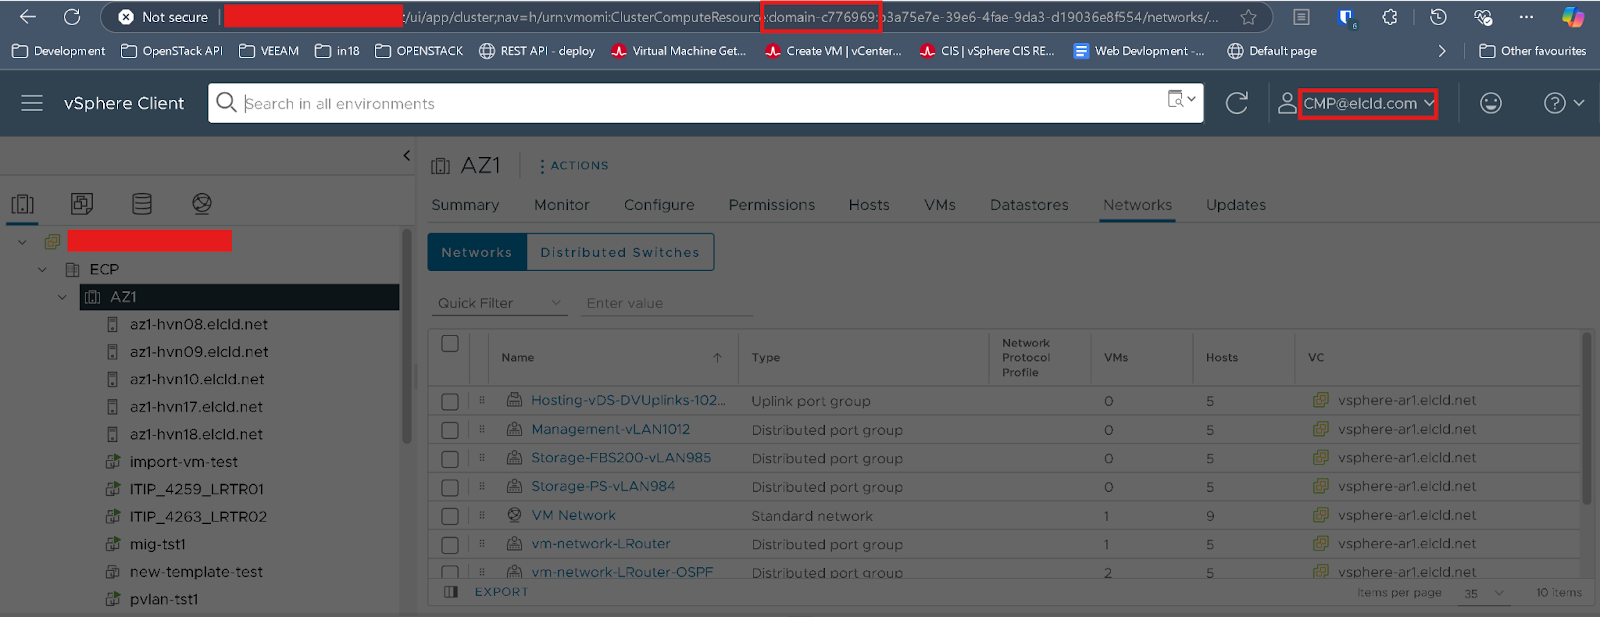 Not secure :/ui/app/cluster;nav=h/urn:vmomi:ClusterComputeResource:domain-c776969:b3a75e7e-39e6-4fae-9da3-d19036e8f554/networks/...
Development OpenSTack API VEEAM in18 OPENSTACK REST API - deploy Virtual Machine Get... Create VM | vCenter... CIS | vSphere CIS RE... Web Devlopment -... Default page Other favourites
vSphere Client Search in all environments CMP@elcld.com
AZ1 ACTIONS
Summary Monitor Configure Permissions Hosts VMs Datastores Networks Updates
Networks Distributed Switches
Quick Filter Enter value
ECP
AZ1
az1-hvn08.elcld.net
az1-hvn09.elcld.net
az1-hvn10.elcld.net
az1-hvn17.elcld.net
az1-hvn18.elcld.net
import-vm-test
ITIP_4259_LRTR01
ITIP_4263_LRTR02
mig-tst1
new-template-test
pvlan-tst1
Name Type Network Protocol Profile VMs Hosts VC
Hosting-vDS-DVUplinks-102... Uplink port group 0 5 vsphere-ar1.elcld.net
Management-vLAN1012 Distributed port group 0 5 vsphere-ar1.elcld.net
Storage-FBS200-vLAN985 Distributed port group 0 5 vsphere-ar1.elcld.net
Storage-PS-vLAN984 Distributed port group 0 5 vsphere-ar1.elcld.net
VM Network Standard network 1 9 vsphere-ar1.elcld.net
vm-network-LRouter Distributed port group 1 5 vsphere-ar1.elcld.net
vm-network-LRouter-OSPF Distributed port group 2 5 vsphere-ar1.elcld.net
EXPORT Items per page 35 10 items